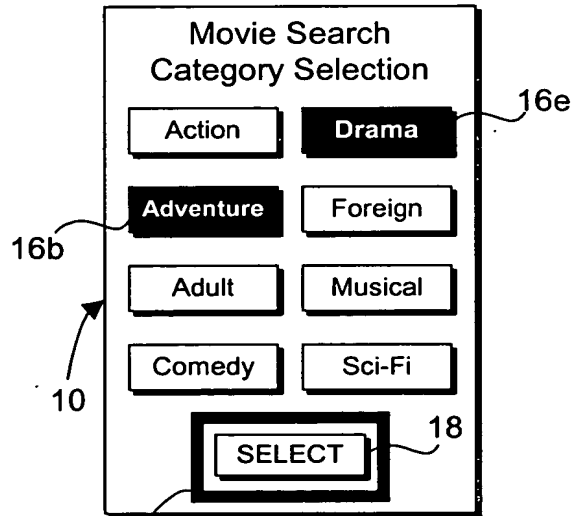 Movie Search
Category Selection
Action
Drama
16e
Adventure
Foreign
16b
Adult
Musical
10
Comedy
Sci-Fi
SELECT
18